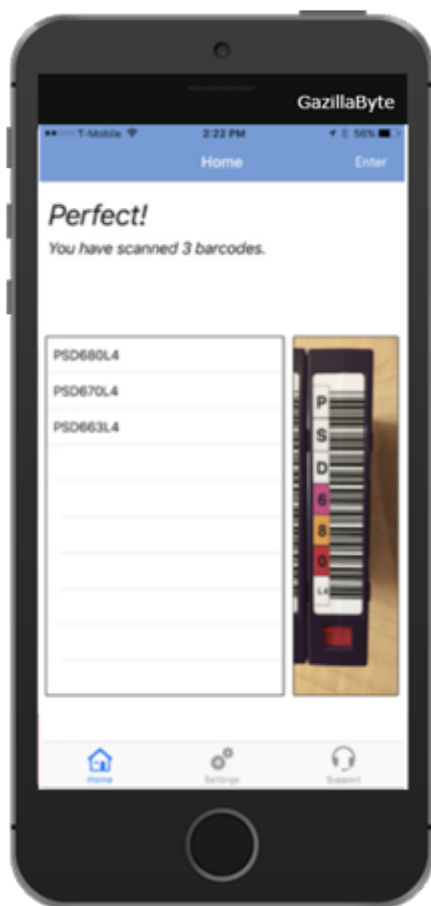 GazillaByte
T-Mobile 2:22 PM 56%
Home Enter
Perfect!
You have scanned 3 barcodes.
PSD680L4
PSD670L4
PSD663L4
P
S
D
6
8
0
L4
Home Settings Support